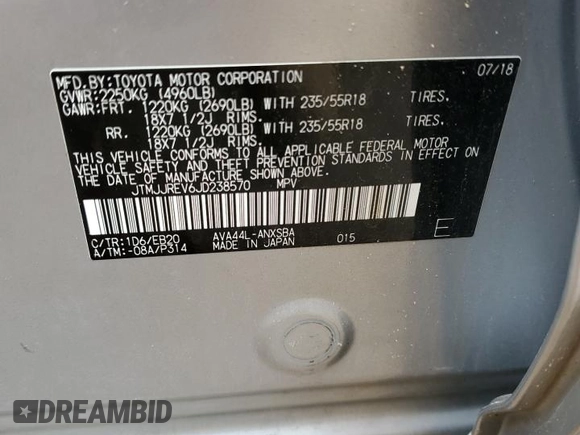 MFD.BY:TOYOTA MOTOR CORPORATION 07/18
GVWR:2250KG (4960LB)
GAWR:FRT. 1220KG (2690LB) WITH 235/55R18 TIRES.
18X7 1/2J RIMS.
RR. 1220KG (2690LB) WITH 235/55R18 TIRES.
18X7 1/2J RIMS.
THIS VEHICLE CONFORMS TO ALL APPLICABLE FEDERAL MOTOR
VEHICLE SAFETY AND THEFT PREVENTION STANDARDS IN EFFECT ON
THE DATE OF MANUFACTURE SHOWN ABOVE.
JTMJJREV6JD238570 MPV
C/TR:1D6/EB20 AVA44L-ANXSBA
A/TM:-08A/P314 MADE IN JAPAN 015 E
DREAMBID